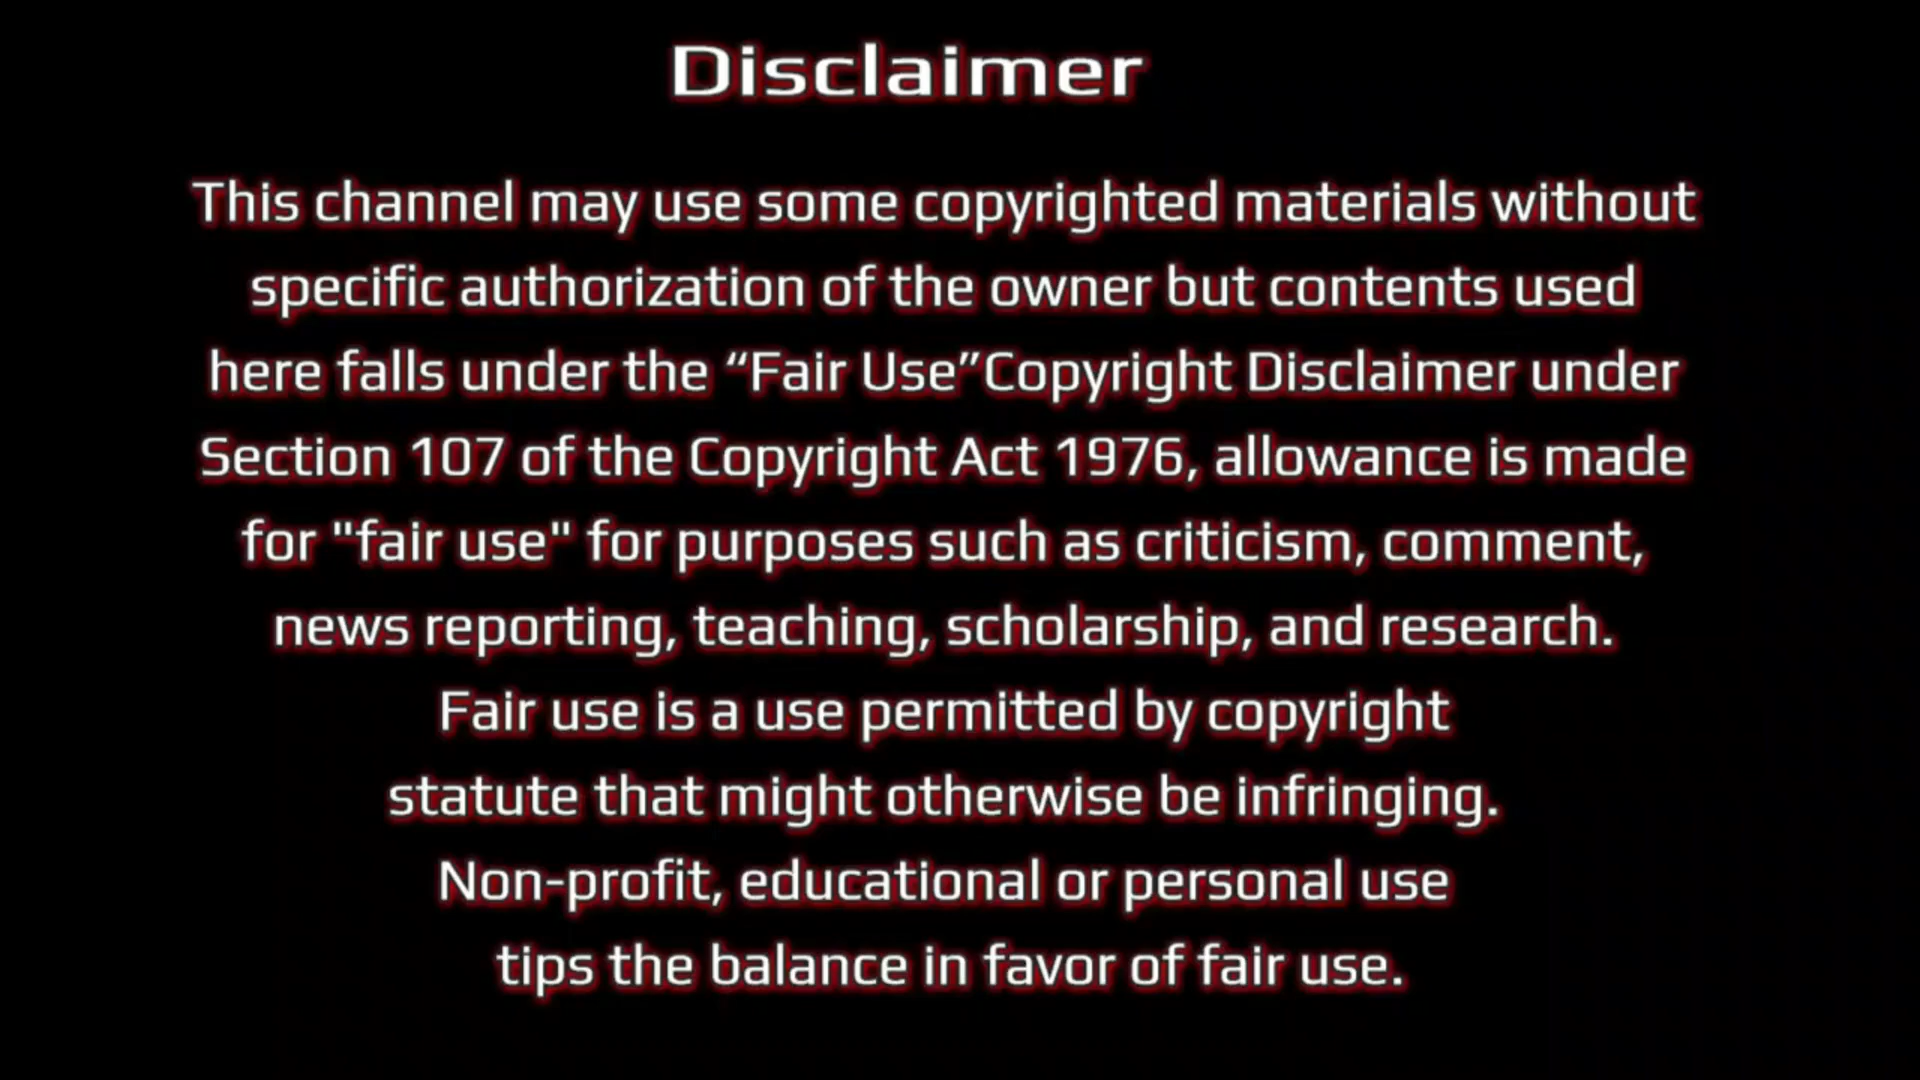 Disclaimer
This channel may use some copyrighted materials without
specific authorization of the owner but contents used
here falls under the “Fair Use”Copyright Disclaimer under
Section 107 of the Copyright Act 1976, allowance is made
for "fair use" for purposes such as criticism, comment,
news reporting, teaching, scholarship, and research.
Fair use is a use permitted by copyright
statute that might otherwise be infringing.
Non-profit, educational or personal use
tips the balance in favor of fair use.